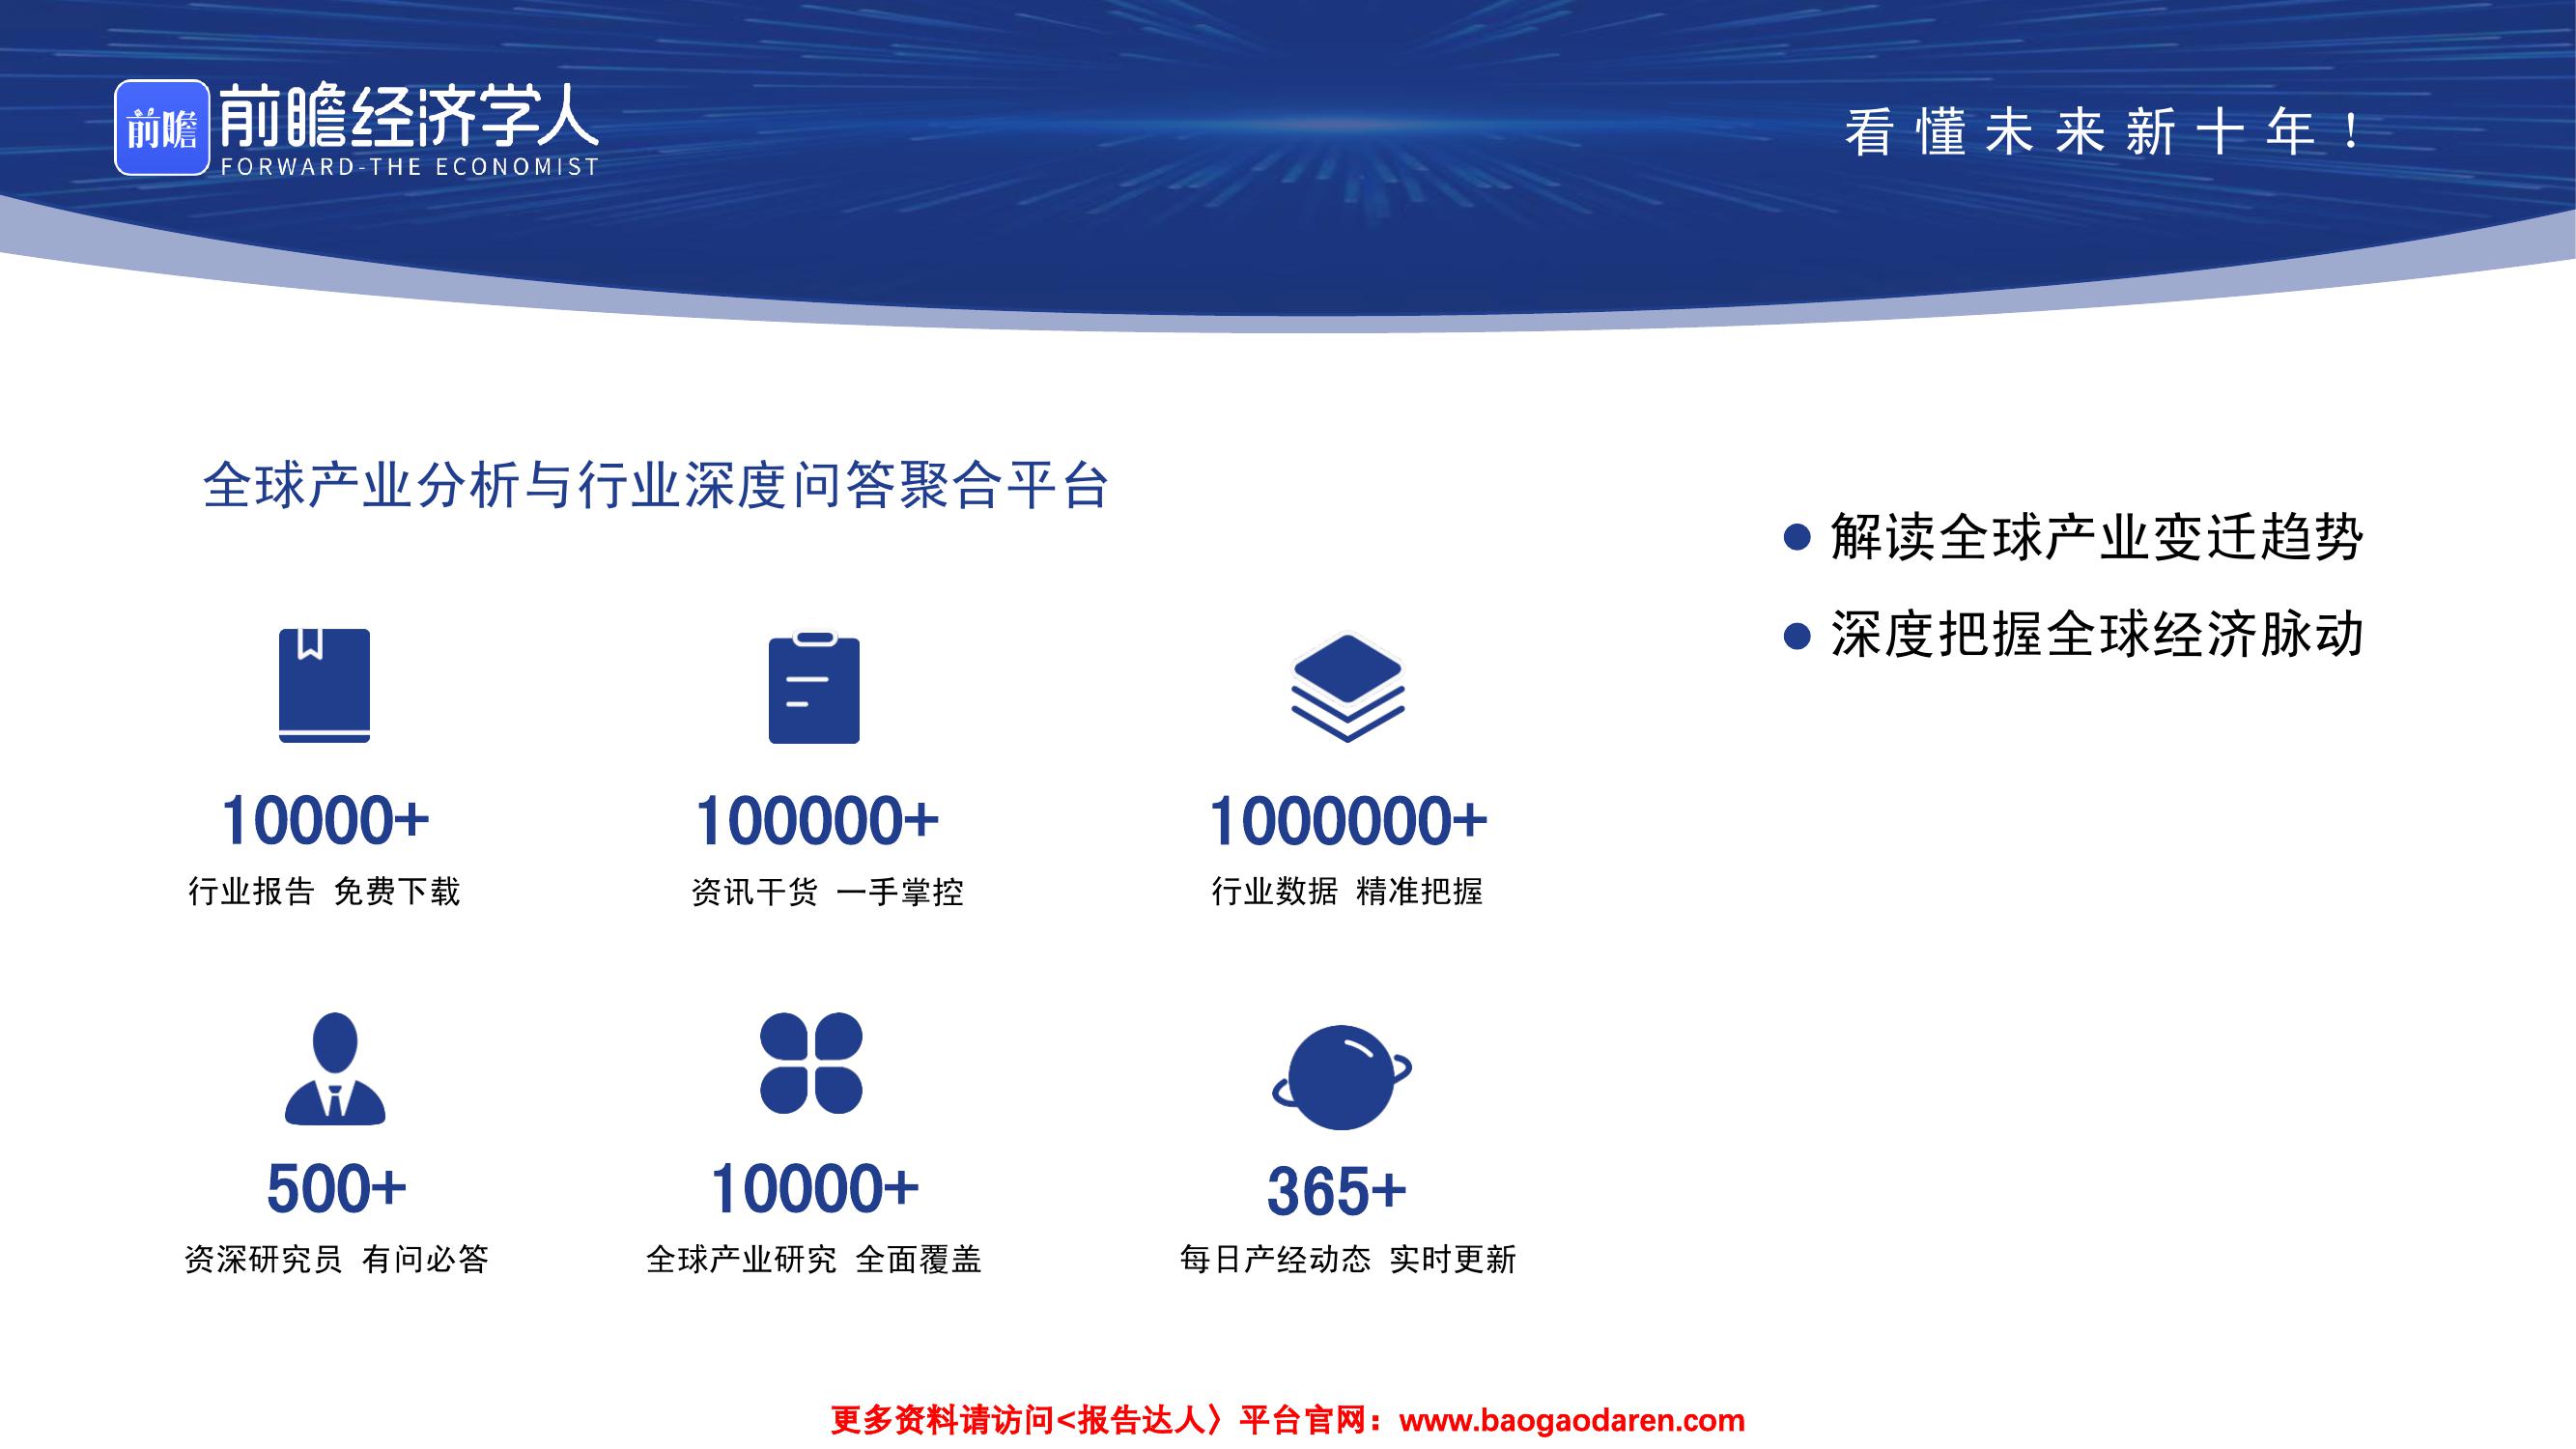 前瞻
前瞻经济学人
FORWARD-THE ECONOMIST
看懂未来新十年!
全球产业分析与行业深度问答聚合平台
解读全球产业变迁趋势
深度把握全球经济脉动
10000+
行业报告 免费下载
100000+
资讯干货 一手掌控
1000000+
行业数据 精准把握
500+
资深研究员 有问必答
10000+
全球产业研究 全面覆盖
365+
每日产经动态 实时更新
更多资料请访问<报告达人〉平台官网：www.baogaodaren.com